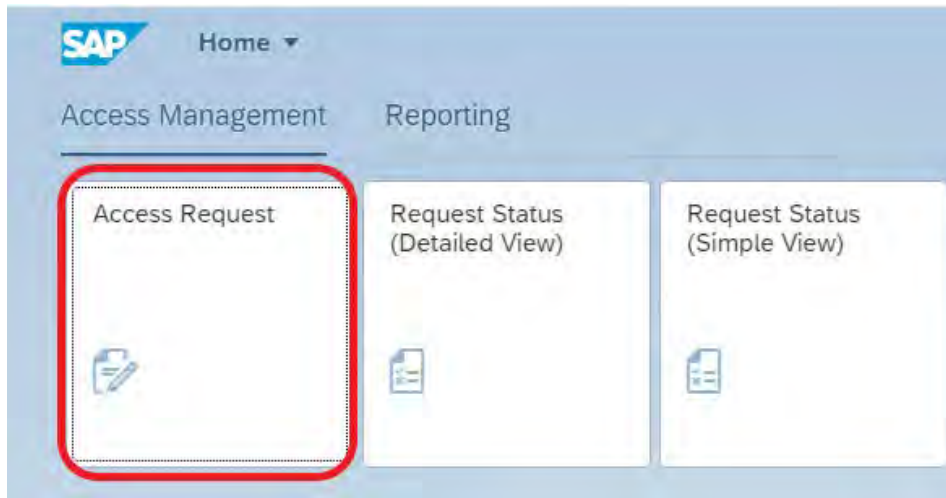 SAP Home
Access Management Reporting
Access Request
Request Status
(Detailed View)
Request Status
(Simple View)